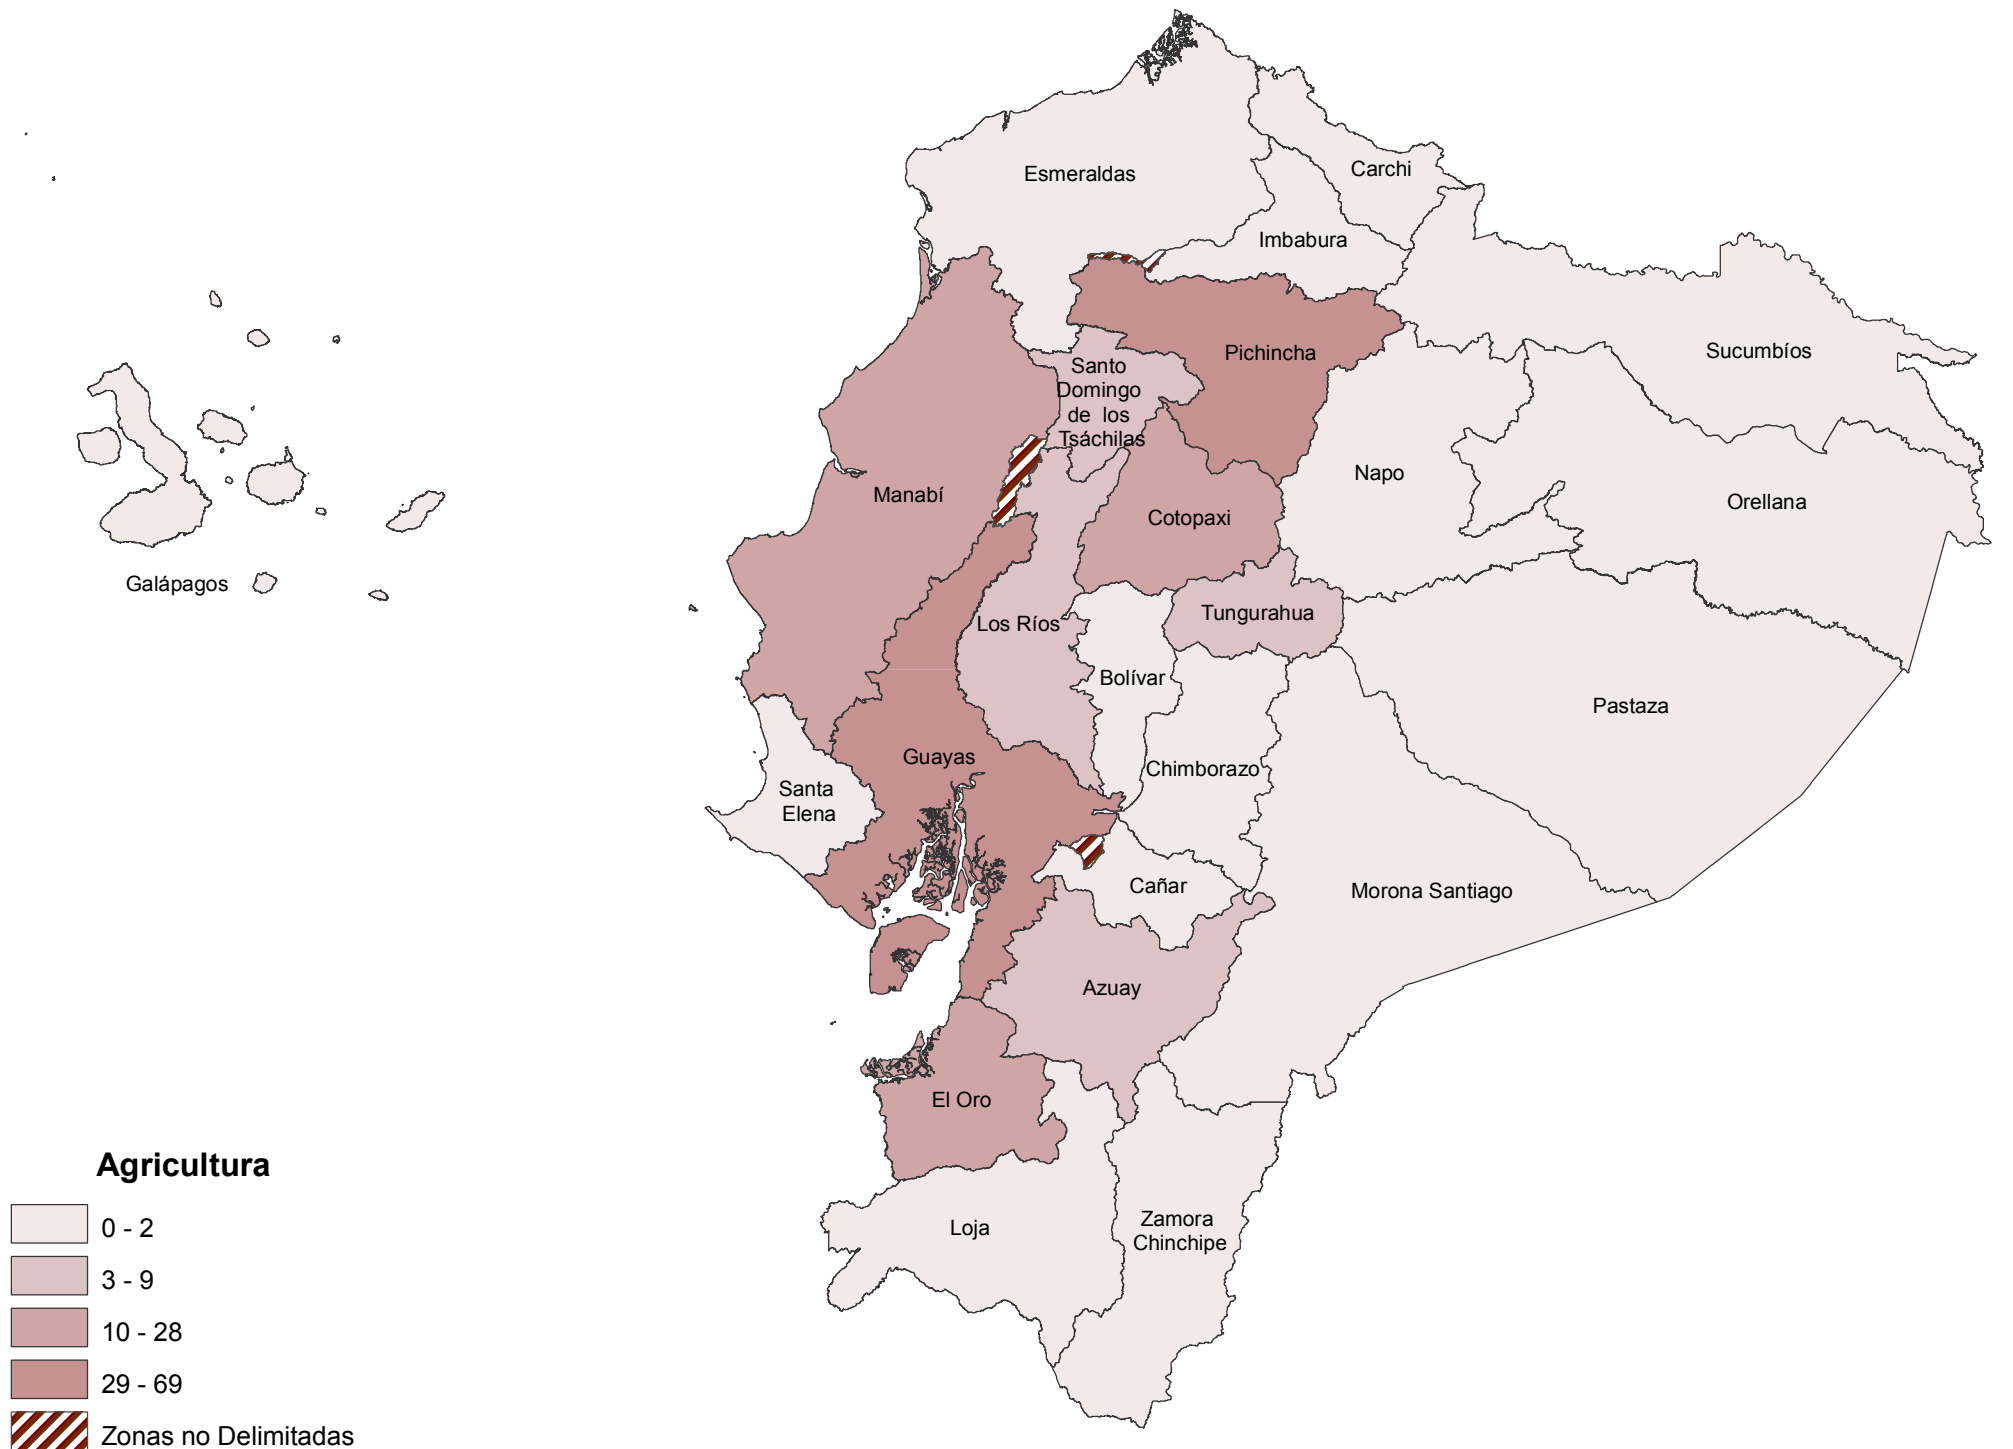 Esmeraldas
Carchi
Imbabura
Pichincha
Sucumbíos
Santo
Domingo
de los
Tsáchilas
Napo
Manabí
Orellana
Cotopaxi
Galápagos
Tungurahua
Los Ríos
Bolívar
Pastaza
Guayas
Chimborazo
Santa
Elena
Cañar
Morona Santiago
Azuay
El Oro
Loja
Zamora
Chinchipe
Agricultura
0 - 2
3 - 9
10 - 28
29 - 69
Zonas no Delimitadas